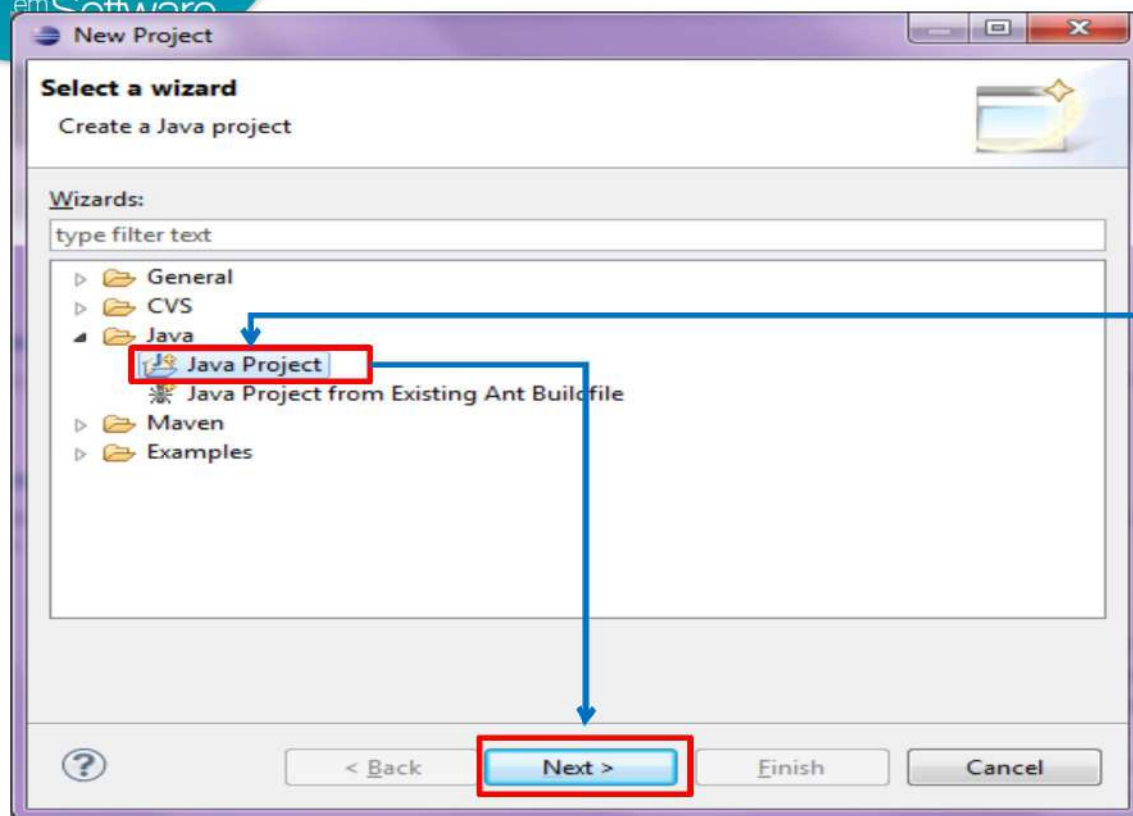 New Project
Select a wizard
Create a Java project
Wizards:
type filter text
General
CVS
Java
Java Project
Java Project from Existing Ant Buildfile
Maven
Examples
< Back Next > Finish Cancel